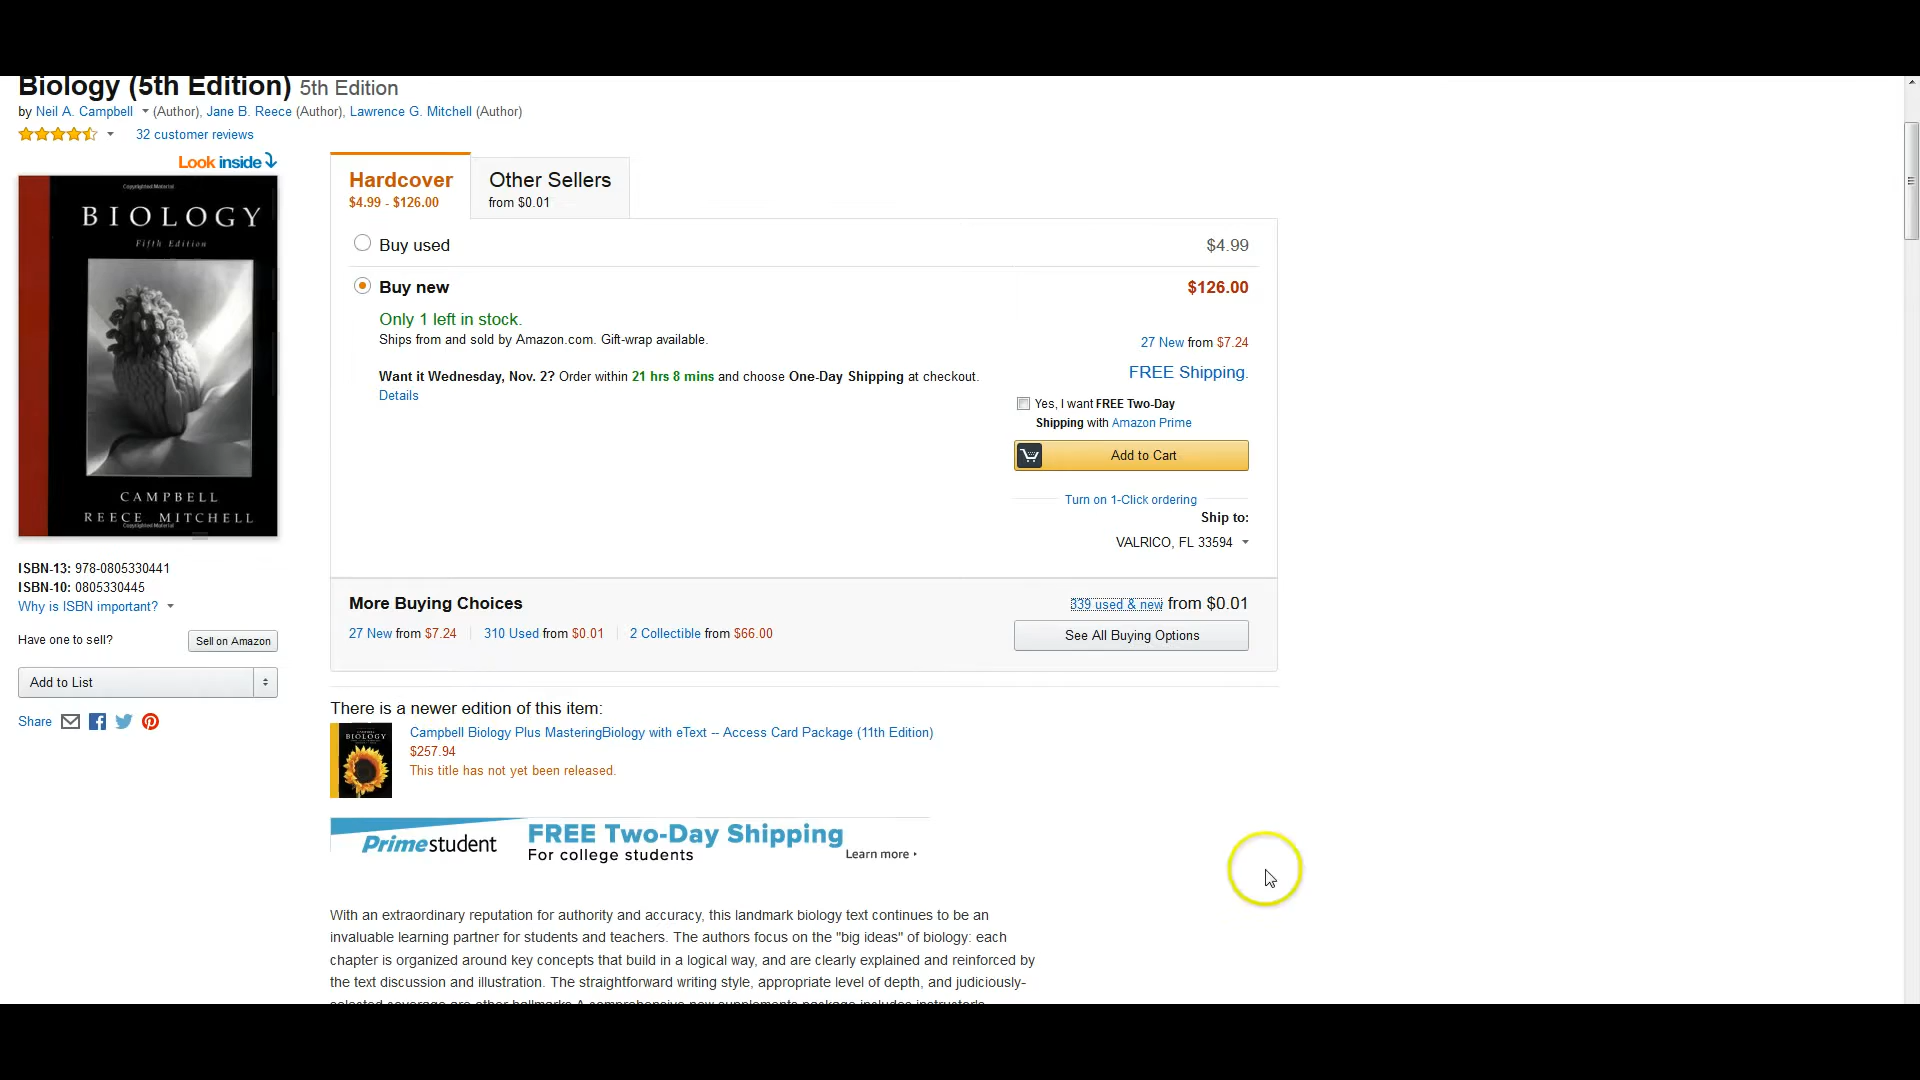 Biology (5th Edition) 5th Edition
by Neil A. Campbell (Author), Jane B. Reece (Author), Lawrence G. Mitchell (Author)
32 customer reviews
Look inside
Copyrighted Material
BIOLOGY
Fifth Edition
CAMPBELL
REECE MITCHELL
Copyrighted Material
ISBN-13: 978-0805330441
ISBN-10: 0805330445
Why is ISBN important?
Have one to sell? Sell on Amazon
Add to List
Share
Hardcover
$4.99 - $126.00
Other Sellers
from $0.01
Buy used $4.99
Buy new $126.00
Only 1 left in stock.
Ships from and sold by Amazon.com. Gift-wrap available.
27 New from $7.24
FREE Shipping.
Want it Wednesday, Nov. 2? Order within 21 hrs 8 mins and choose One-Day Shipping at checkout.
Details
Yes, I want FREE Two-Day
Shipping with Amazon Prime
Add to Cart
Turn on 1-Click ordering
Ship to:
VALRICO, FL 33594
More Buying Choices 339 used & new from $0.01
27 New from $7.24 310 Used from $0.01 2 Collectible from $66.00
See All Buying Options
There is a newer edition of this item:
BIOLOGY
Campbell Biology Plus MasteringBiology with eText -- Access Card Package (11th Edition)
$257.94
This title has not yet been released.
Prime student FREE Two-Day Shipping
For college students
Learn more
With an extraordinary reputation for authority and accuracy, this landmark biology text continues to be an
invaluable learning partner for students and teachers. The authors focus on the "big ideas" of biology: each
chapter is organized around key concepts that build in a logical way, and are clearly explained and reinforced by
the text discussion and illustration. The straightforward writing style, appropriate level of depth, and judiciously-